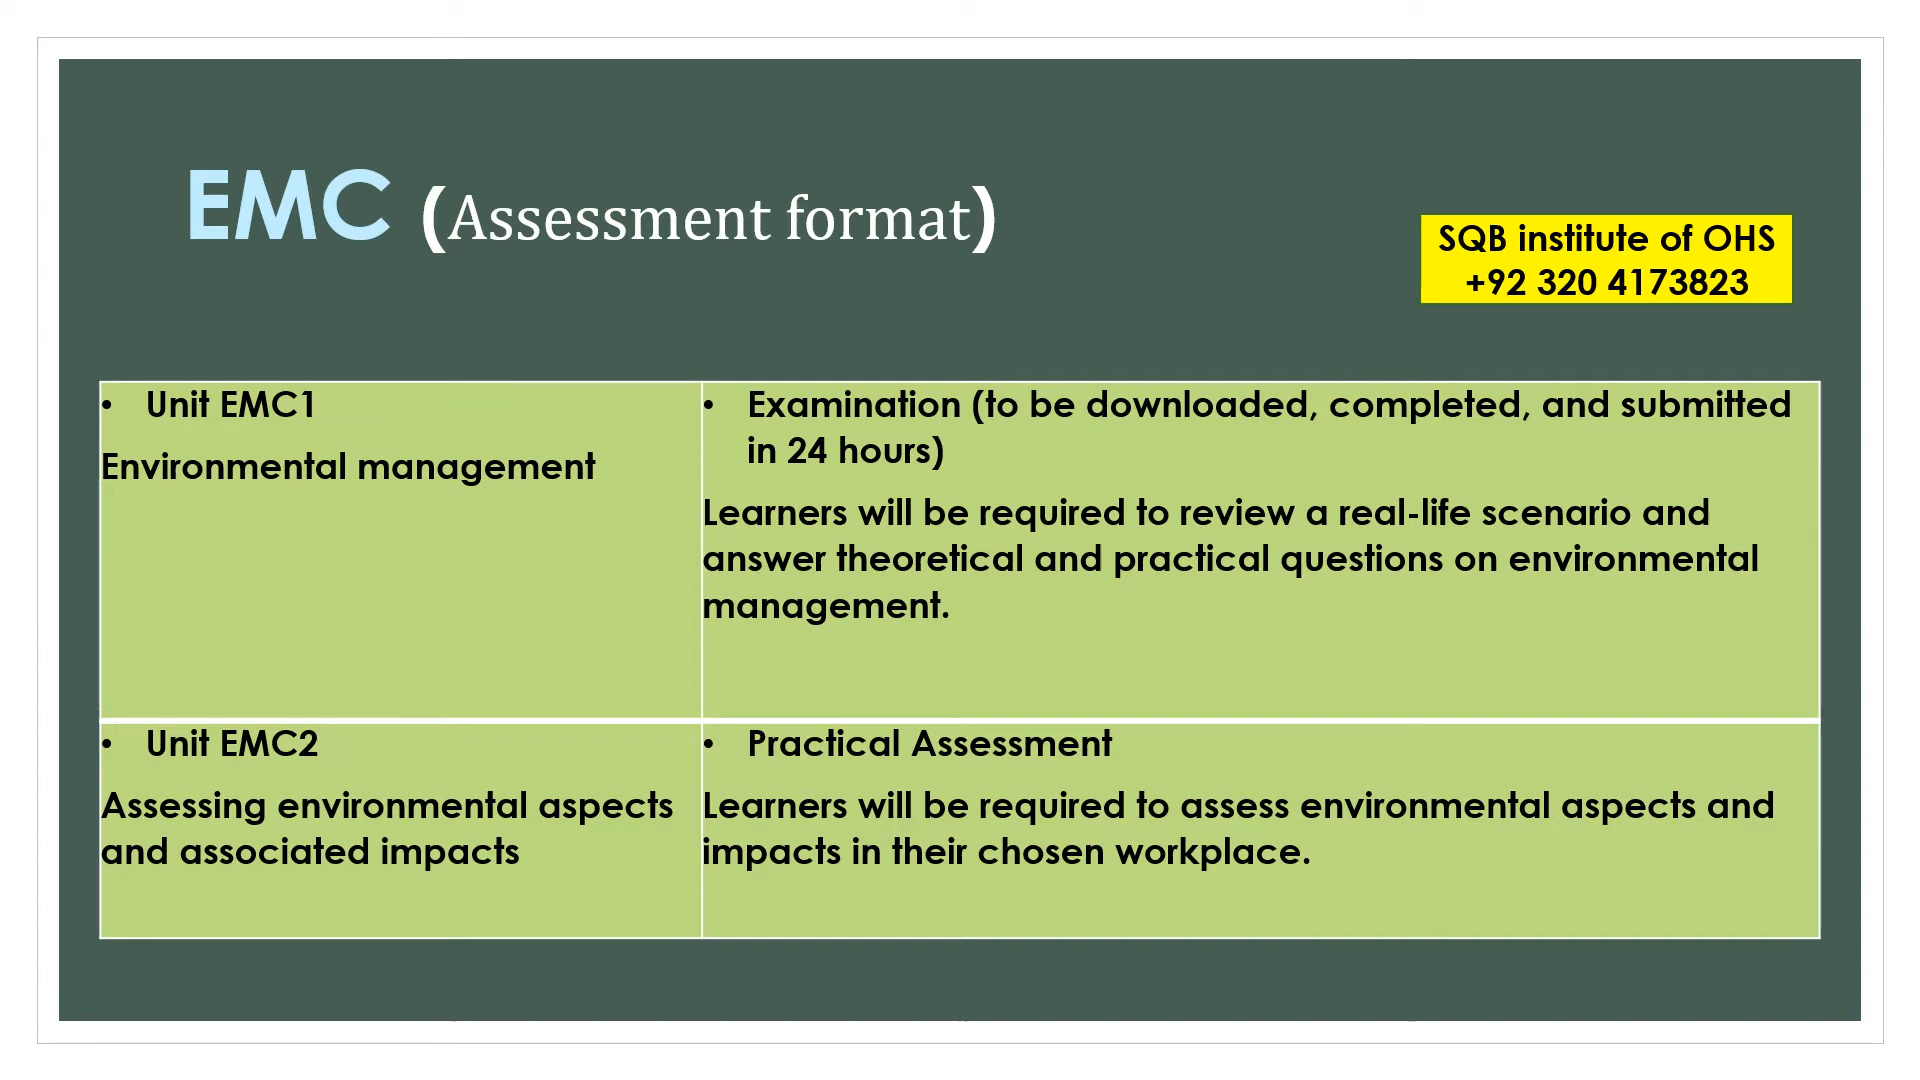 EMC (Assessment format)
SQB institute of OHS
+92 320 4173823
• Unit EMC1
Environmental management
• Examination (to be downloaded, completed, and submitted
in 24 hours)
Learners will be required to review a real-life scenario and
answer theoretical and practical questions on environmental
management.
• Unit EMC2
Assessing environmental aspects
and associated impacts
• Practical Assessment
Learners will be required to assess environmental aspects and
impacts in their chosen workplace.